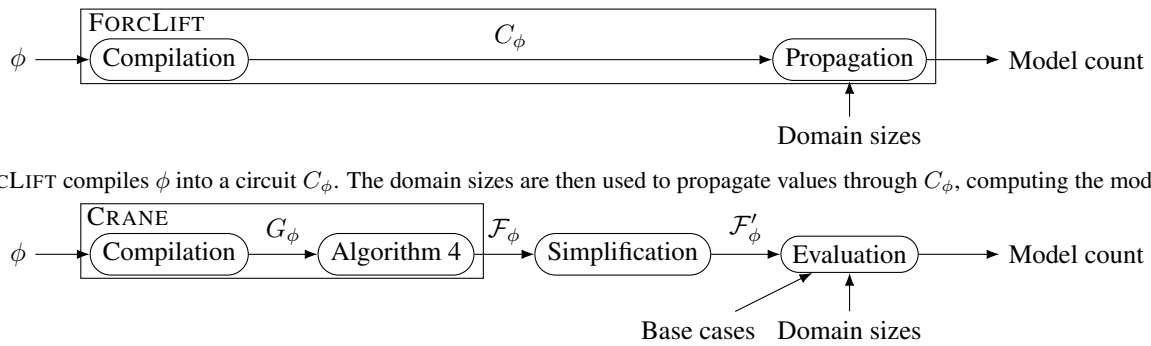 FORCLIFT
ϕ Compilation C_ϕ Propagation Model count
Domain sizes
CLIFT compiles ϕ into a circuit C_ϕ. The domain sizes are then used to propagate values through C_ϕ, computing the mod
CRANE
ϕ Compilation G_ϕ Algorithm 4 ℱ_ϕ Simplification ℱ′_ϕ Evaluation Model count
Base cases Domain sizes